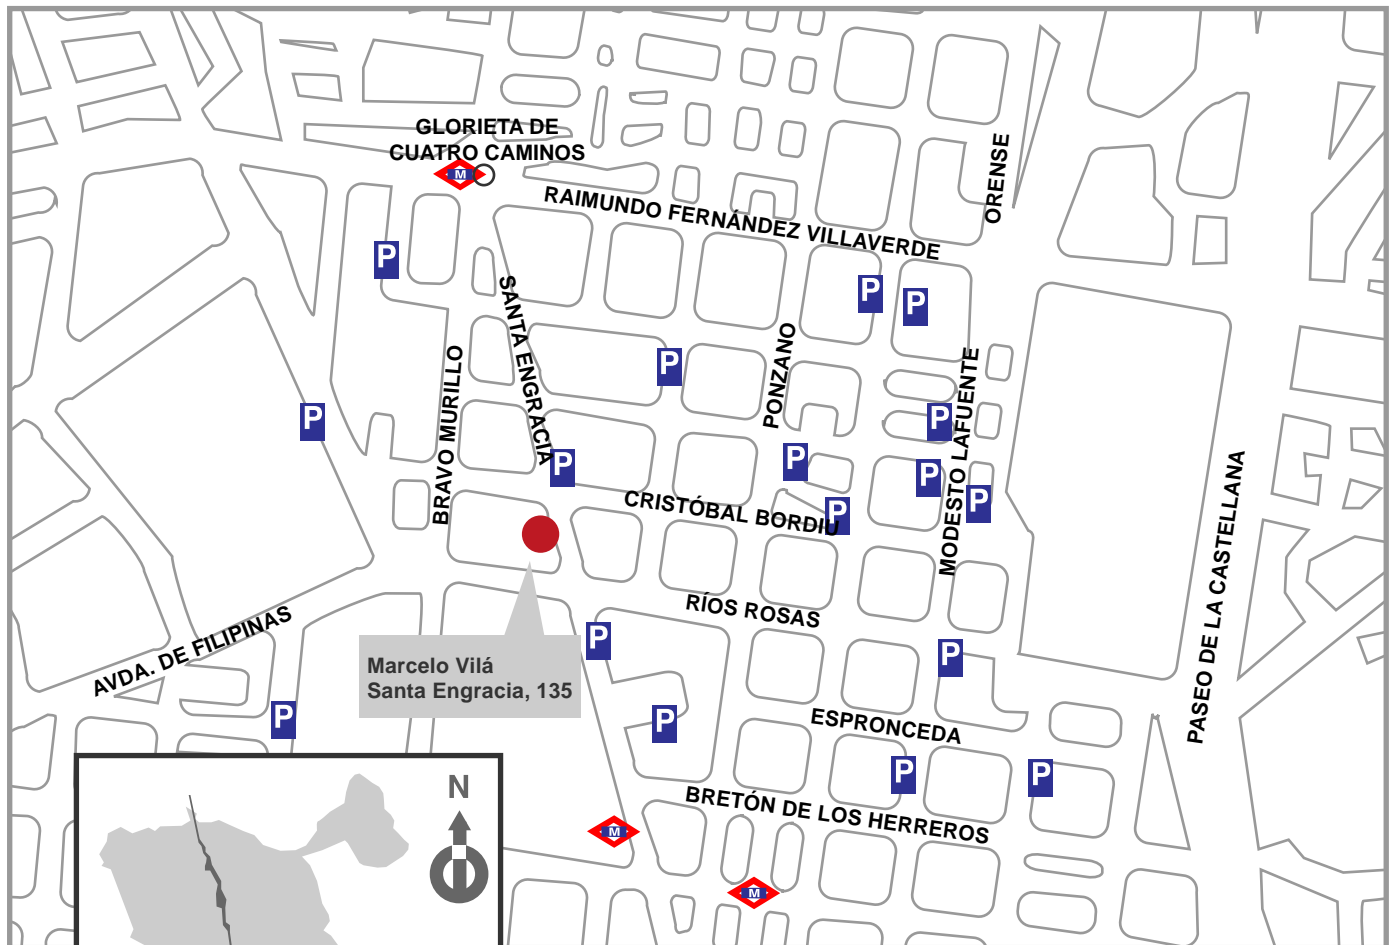 GLORIETA DE
CUATRO CAMINOS
M
ORENSE
RAIMUNDO FERNÁNDEZ VILLAVERDE
P
P
P
SANTA ENGRACIA
BRAVO MURILLO
P
PONZANO
MODESTO LAFUENTE
P
P
P
P
P
P
P
CRISTÓBAL BORDIU
P
PASEO DE LA CASTELLANA
RÍOS ROSAS
AVDA. DE FILIPINAS
P
P
Marcelo Vilá
Santa Engracia, 135
P
P
ESPRONCEDA
P
P
BRETÓN DE LOS HERREROS
N
M
M